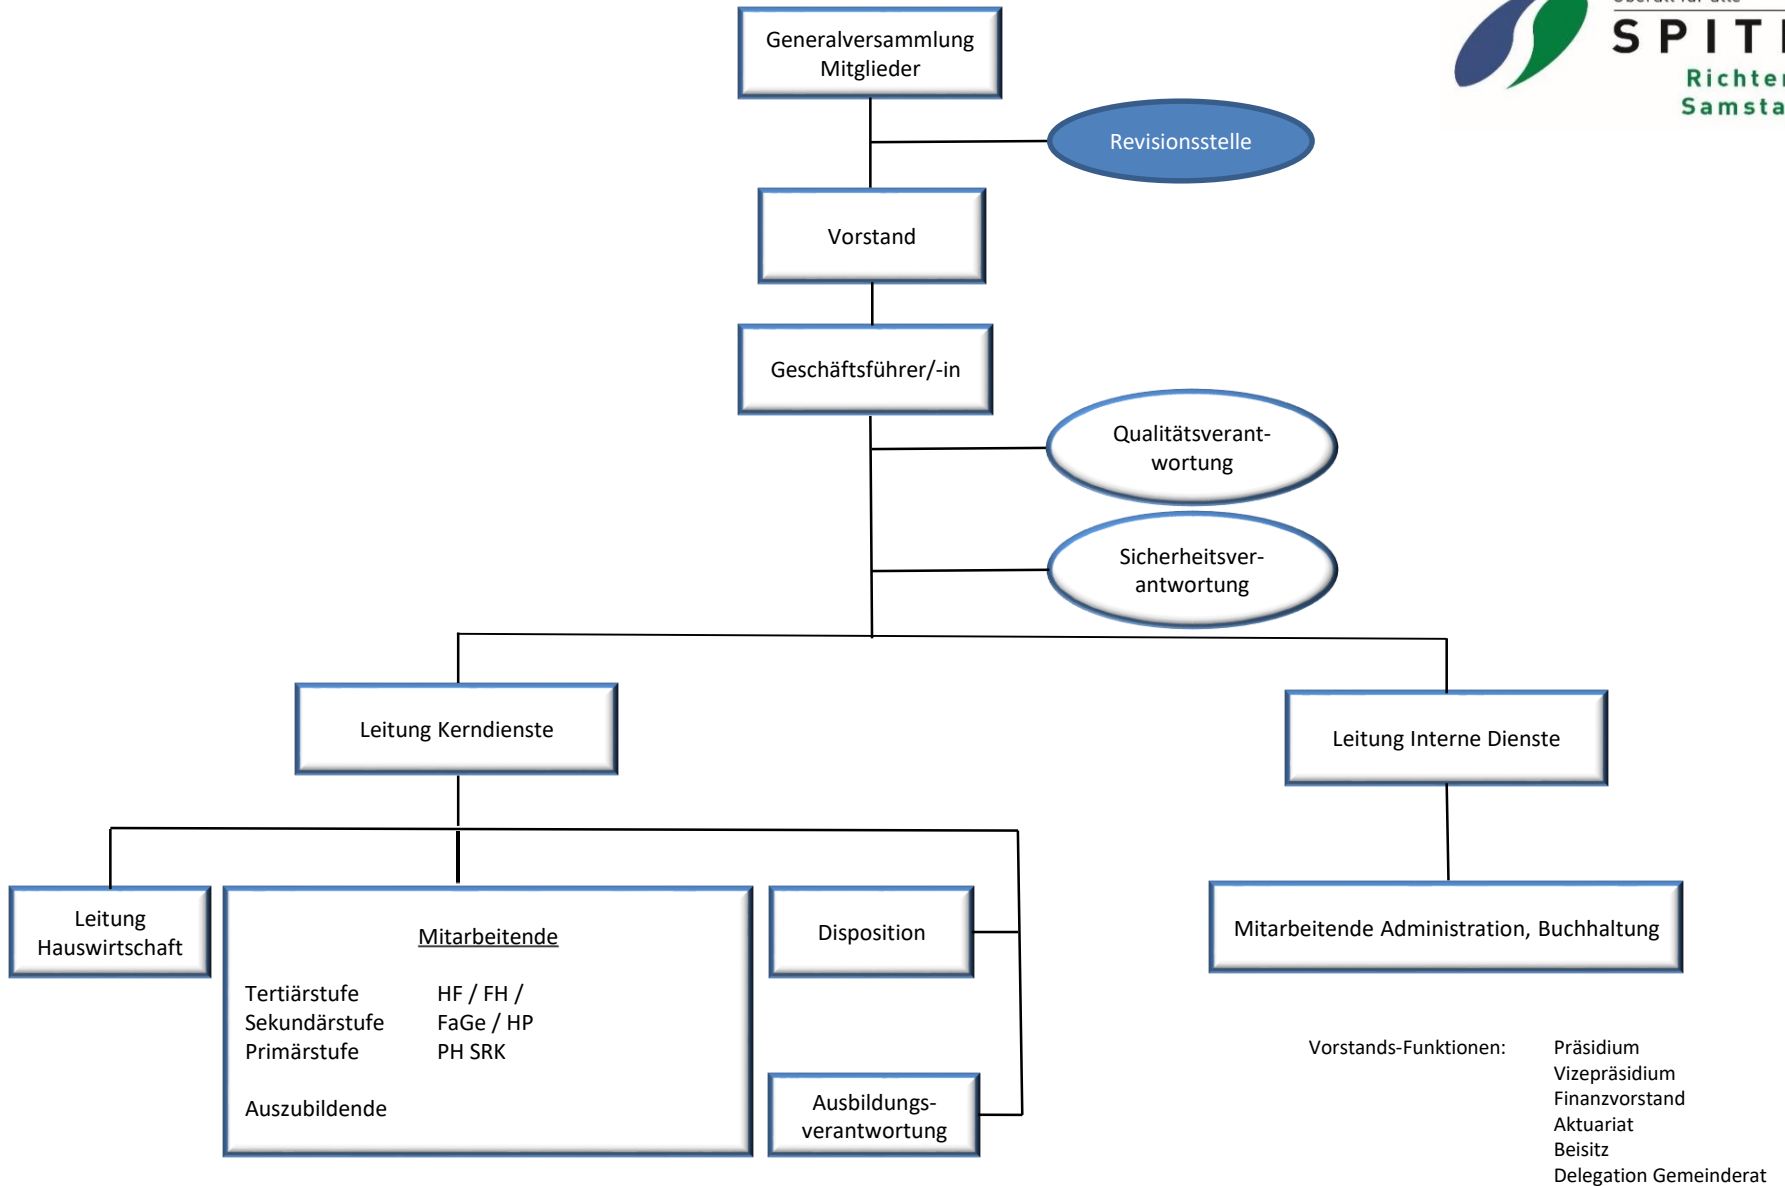 Generalversammlung
Mitglieder
SPIT
Richter
Samsta
Revisionsstelle
Vorstand
Geschäftsführer/-in
Qualitätsverant-
wortung
Sicherheitsver-
antwortung
Leitung Kerndienste
Leitung Interne Dienste
Leitung
Hauswirtschaft
Mitarbeitende
Tertiärstufe HF / FH /
Sekundärstufe FaGe / HP
Primärstufe PH SRK
Auszubildende
Disposition
Ausbildungs-
verantwortung
Mitarbeitende Administration, Buchhaltung
Vorstands-Funktionen: Präsidium
Vizepräsidium
Finanzvorstand
Aktuariat
Beisitz
Delegation Gemeinderat